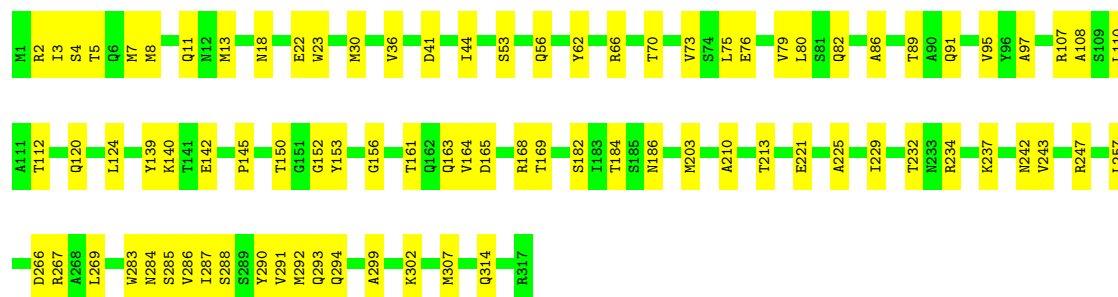 M1 R2 I3 S4 T5 Q6 M7 M8 Q11 N12 M13 N18 E22 W23 M30 V36 D41 I44 S53 Q56 Y62 R66 T70 V73 S74 L75 E76 V79 L80 S81 Q82 A86 T89 A90 Q91 V95 Y96 A97 R107 A108 S109 L110
A111 T112 Q120 L124 Y139 K140 T141 E142 P145 T150 G151 G152 Y153 G156 T161 Q162 Q163 V164 D165 R168 T169 S182 I183 T184 S185 N186 M203 A210 T213 E221 A225 I229 T232 N233 R234 K237 N242 V243 R247 L257
D266 R267 A268 L269 W283 N284 S285 V286 I287 S288 S289 Y290 V291 M292 Q293 Q294 A299 K302 M307 Q314 R317